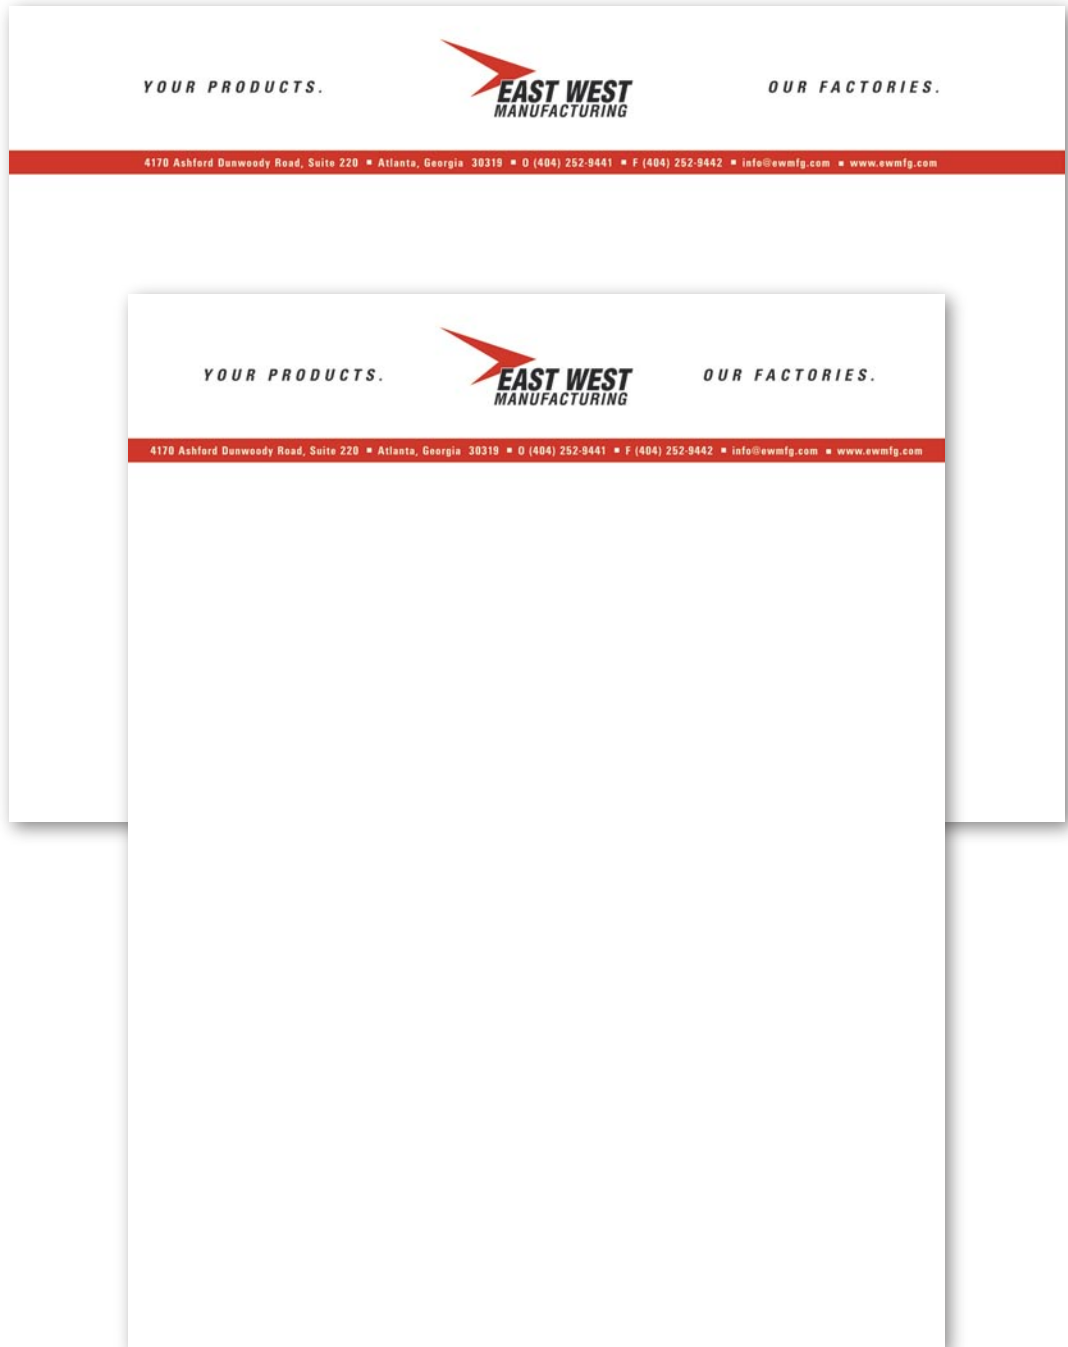 YOUR PRODUCTS.
EAST WEST
MANUFACTURING
OUR FACTORIES.
4170 Ashford Dunwoody Road, Suite 220 ▪ Atlanta, Georgia 30319 ▪ O (404) 252-9441 ▪ F (404) 252-9442 ▪ info@ewmfg.com ▪ www.ewmfg.com
YOUR PRODUCTS.
EAST WEST
MANUFACTURING
OUR FACTORIES.
4170 Ashford Dunwoody Road, Suite 220 ▪ Atlanta, Georgia 30319 ▪ O (404) 252-9441 ▪ F (404) 252-9442 ▪ info@ewmfg.com ▪ www.ewmfg.com